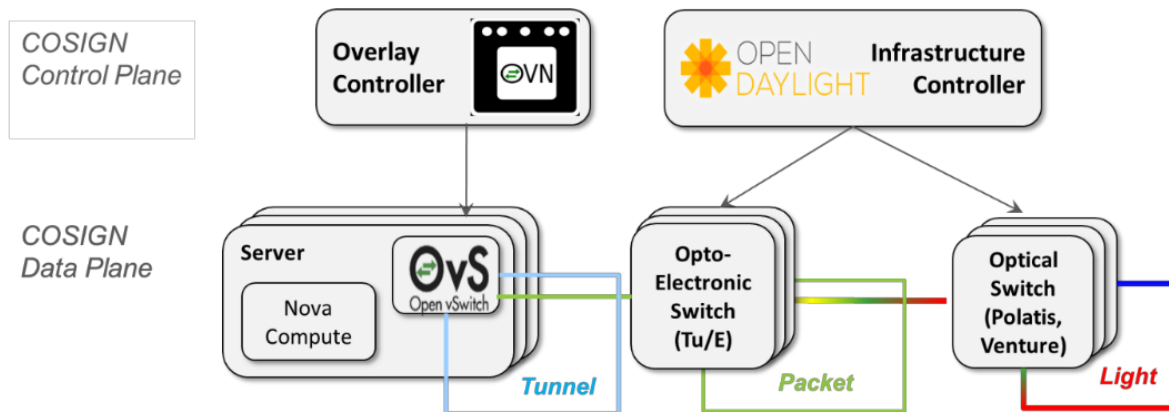 COSIGN
Control Plane
Overlay
Controller
OVN
OPEN
DAYLIGHT
Infrastructure
Controller
COSIGN
Data Plane
Server
Nova
Compute
OvS
Open vSwitch
Opto-
Electronic
Switch
(Tu/E)
Optical
Switch
(Polatis,
Venture)
Tunnel
Packet
Light